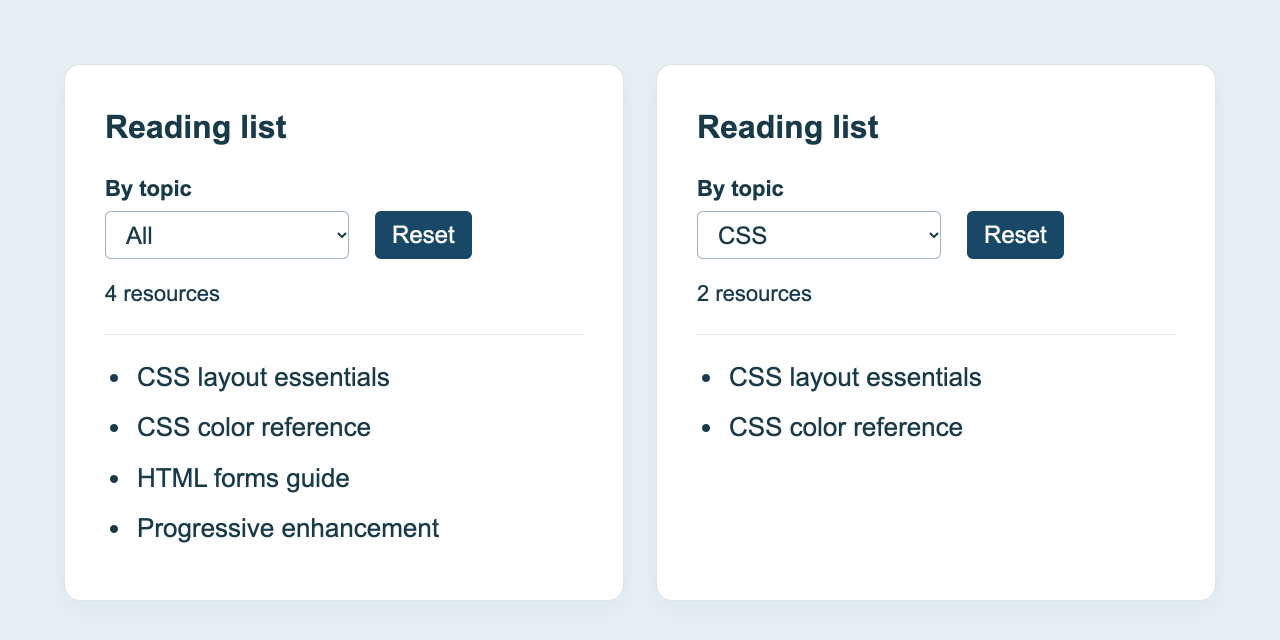 Reading list
By topic
All
Reset
4 resources
CSS layout essentials
CSS color reference
HTML forms guide
Progressive enhancement
Reading list
By topic
CSS
Reset
2 resources
CSS layout essentials
CSS color reference